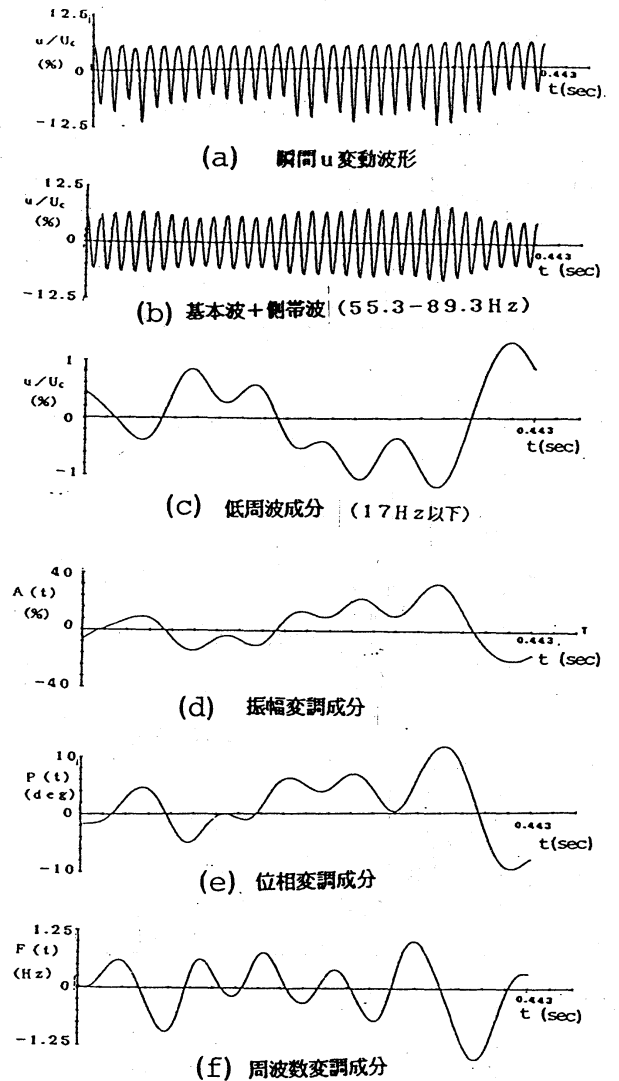 12.5
u/Uc
(%)
0
0.443
t(sec)
-12.5
(a) 瞬間u変動波形
12.5
u/Uc
(%)
0
0.443
t (sec)
-12.5
(b) 基本波+側帯波 (55.3-89.3Hz)
1
u/Uc
(%)
0
0.443
t(sec)
-1
(c) 低周波成分 (17Hz以下)
40
A (t)
(%)
0
T
0.443
t (sec)
-40
(d) 振幅変調成分
10
P (t)
(deg)
0
0.443
t(sec)
-10
(e) 位相変調成分
1.25
F (t)
(Hz)
0
0.443
t (sec)
-1.25
(f) 周波数変調成分